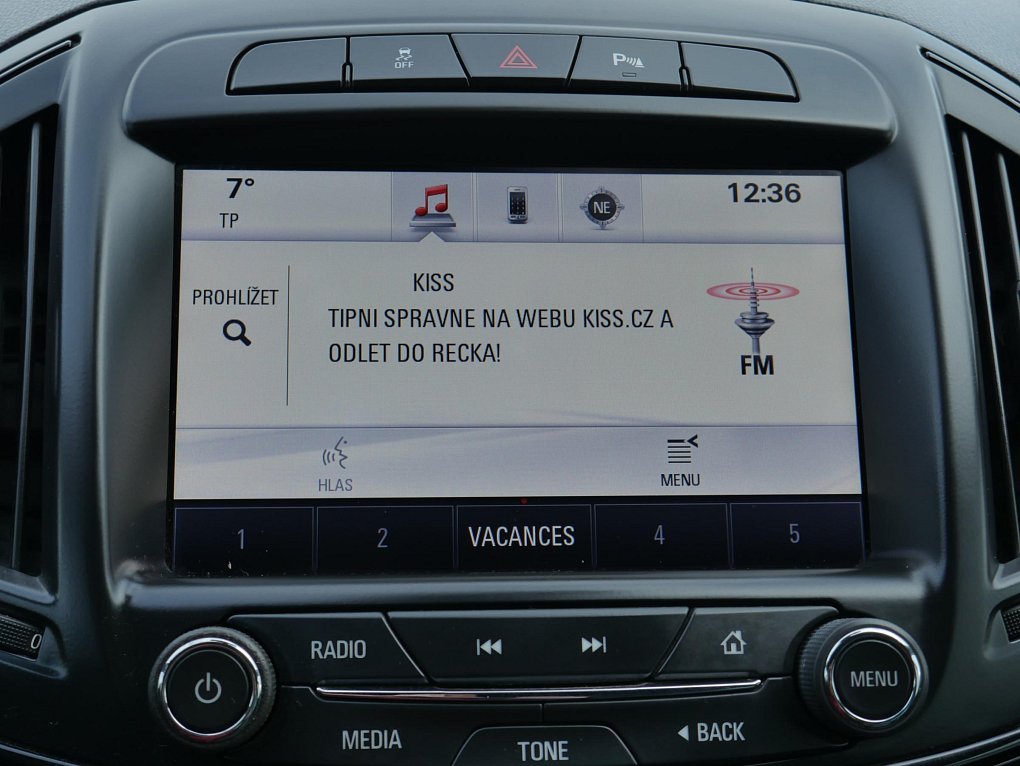 OFF
P
7°
TP
NE
12:36
PROHLÍŽET
KISS
TIPNI SPRAVNE NA WEBU KISS.CZ A
ODLET DO RECKA!
FM
HLAS
MENU
1
2
VACANCES
4
5
0
RADIO
MENU
MEDIA
TONE
BACK